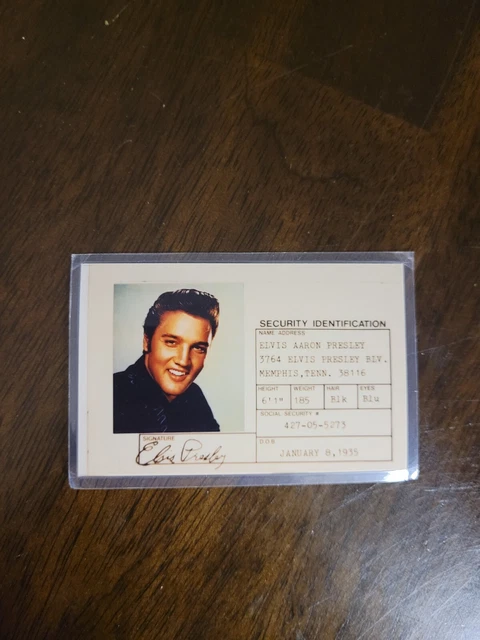 SECURITY IDENTIFICATION
NAME ADDRESS
ELVIS AARON PRESLEY
3764 ELVIS PRESLEY BLV.
MEMPHIS,TENN. 38116
HEIGHT WEIGHT HAIR EYES
6'1" 185 Blk Blu
SOCIAL SECURITY #
427-05-5273
SIGNATURE
Elvis Presley
D.O.B
JANUARY 8,1935